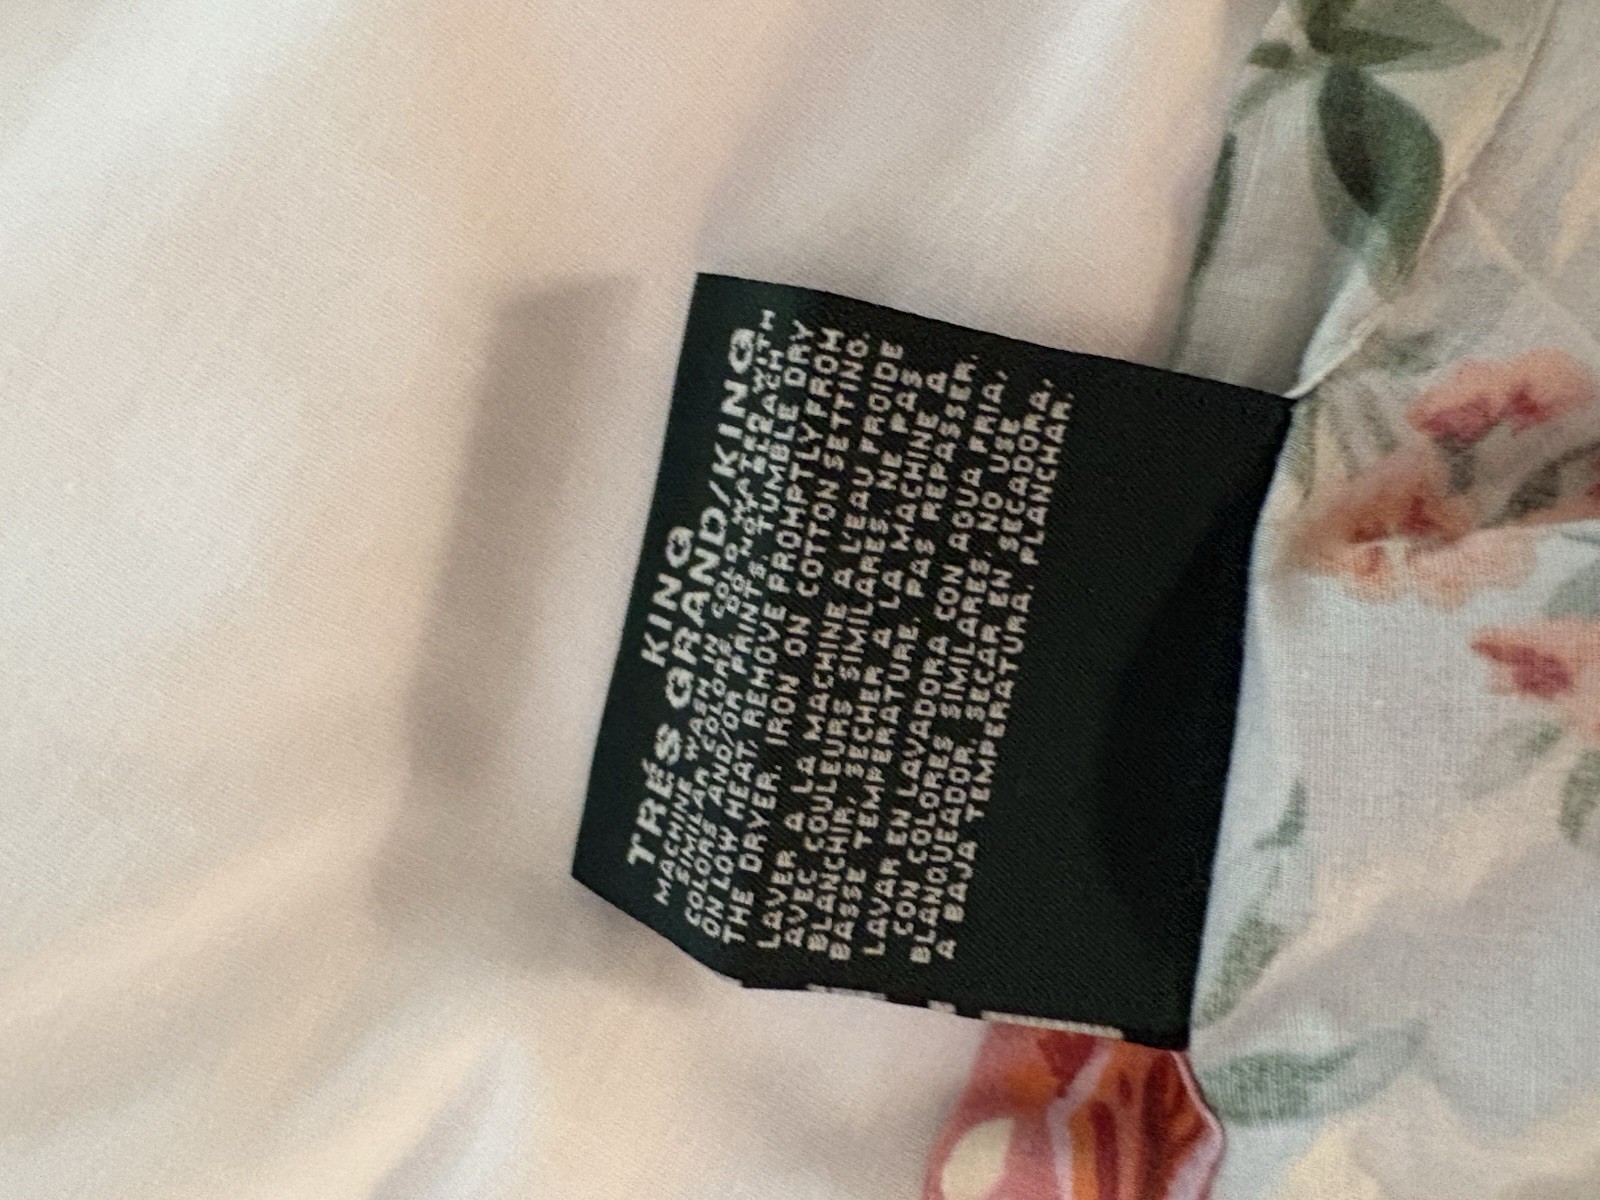 KING
TRÉS GRAND/KING
MACHINE WASH IN COLD WATER WITH
SIMILAR COLORS. DO NOT BLEACH
COLORS AND/OR PRINTS. TUMBLE DRY
ON LOW HEAT. REMOVE PROMPTLY FROM
THE DRYER. IRON ON COTTON SETTING.
LAVER A LA MACHINE A L'EAU FROIDE
AVEC COULEURS SIMILARES. NE PAS
BLANCHIR, SECHER A LA MACHINE A
BASSE TEMPERATURE. PAS REPASSER.
LAVAR EN LAVADORA CON AGUA FRIA,
CON COLORES SIMILARES. NO USE
BLANQUEADOR. SECAR EN SECADORA,
A BAJA TEMPERATURA. PLANCHAR.